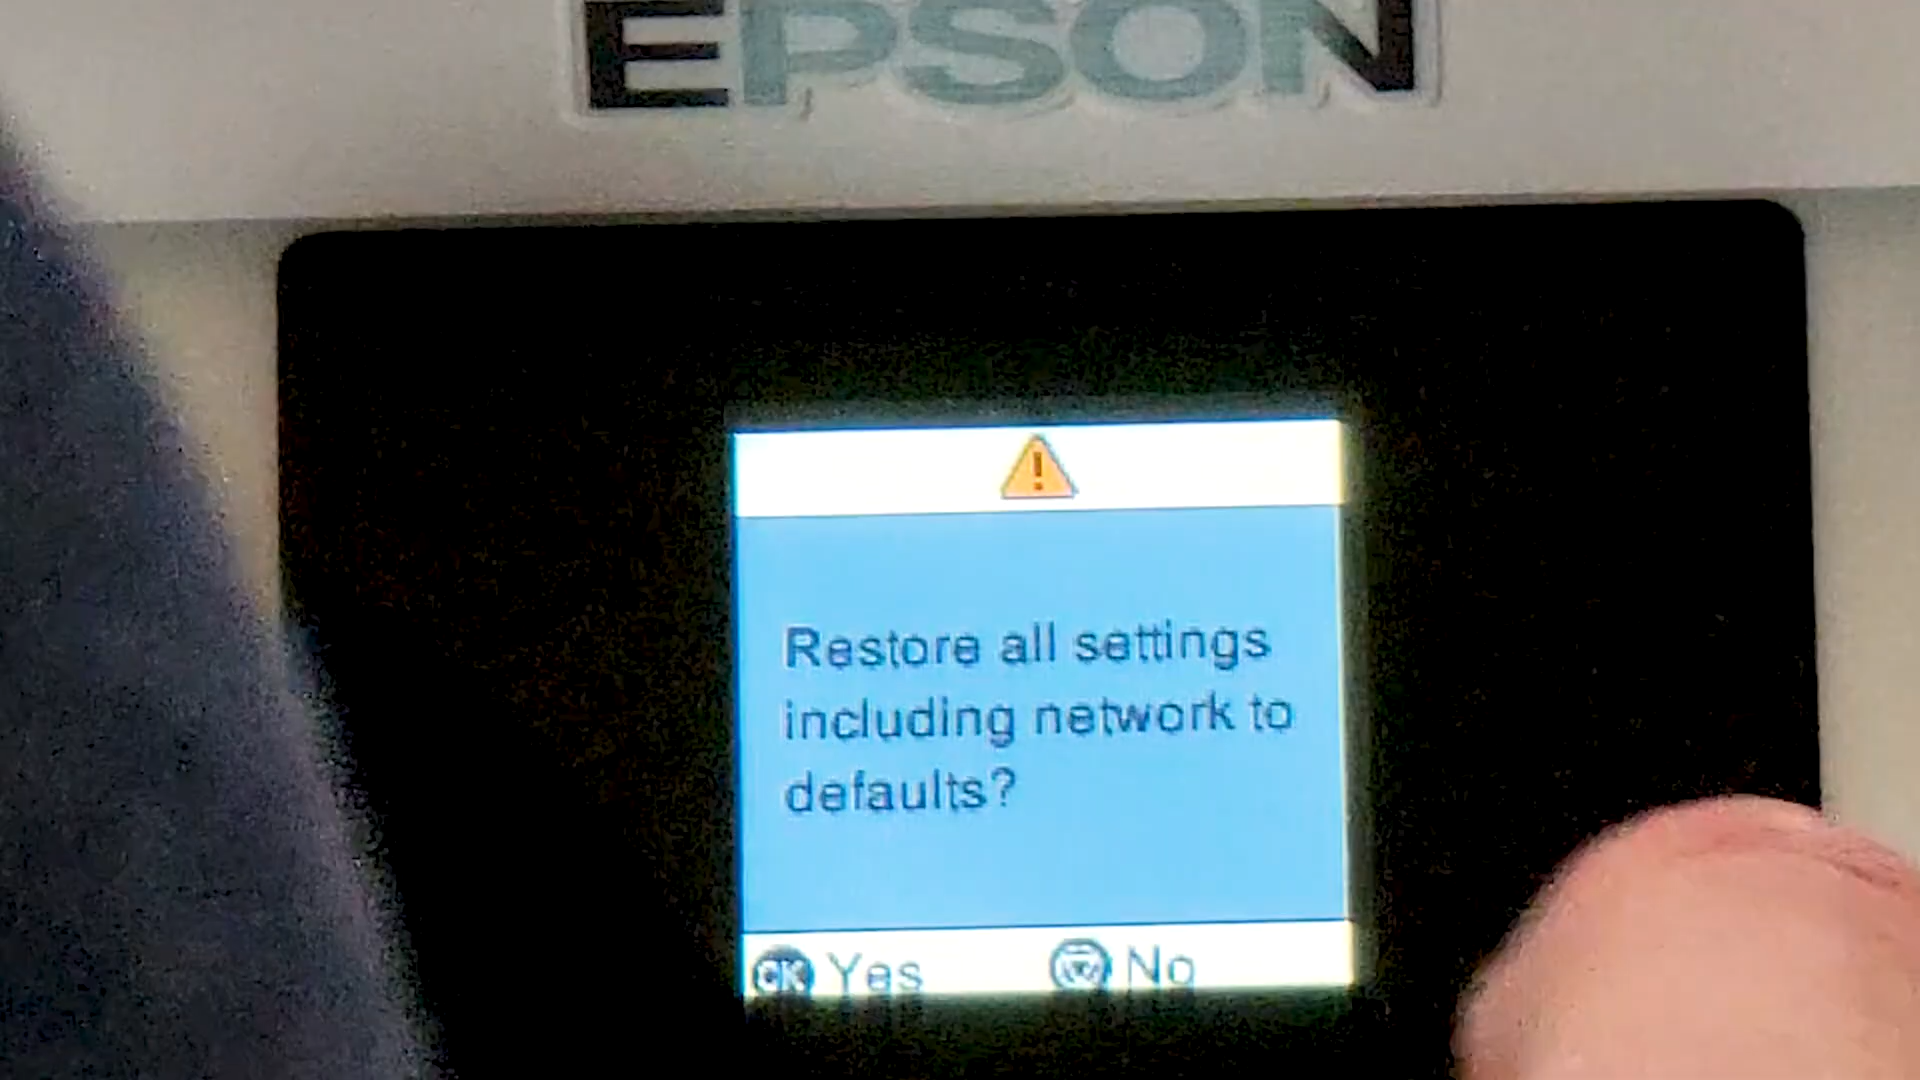 EPSON
!
Restore all settings
including network to
defaults?
OK Yes No